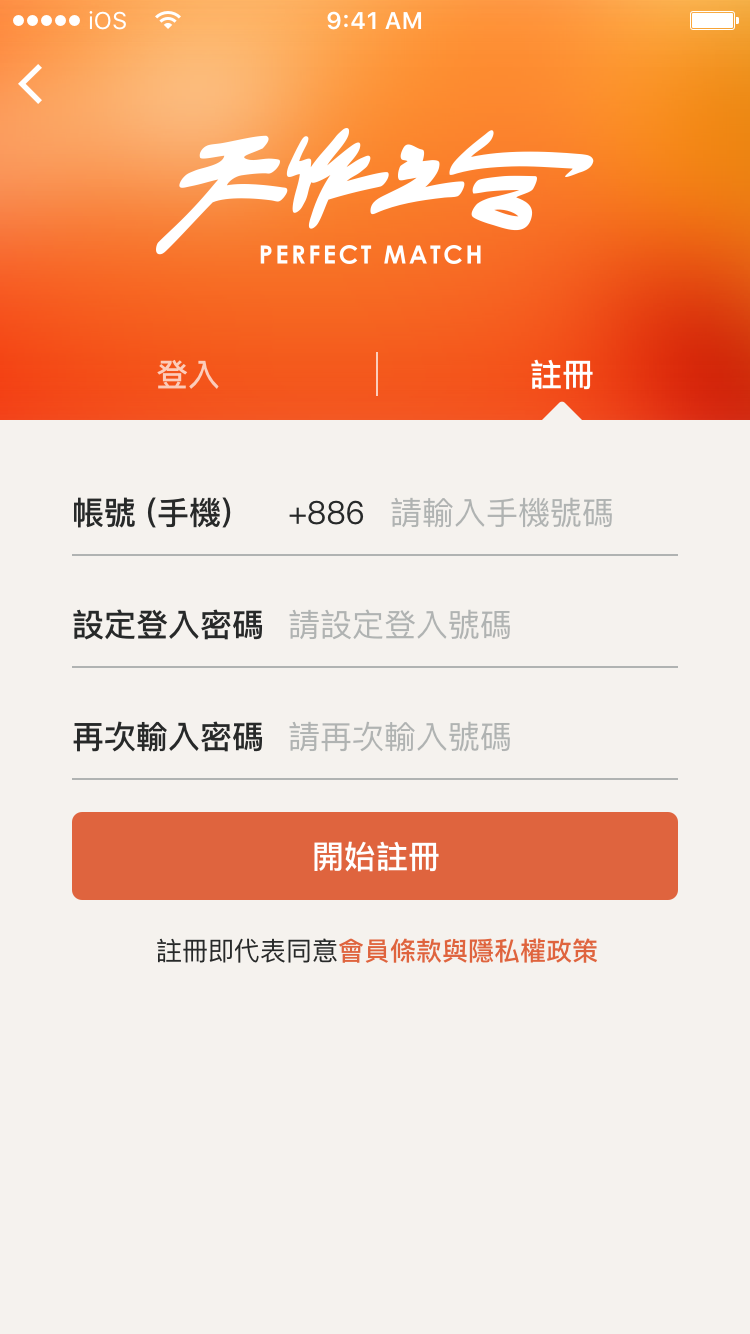 iOS 9:41 AM
天作之合
PERFECT MATCH
登入 註冊
帳號 (手機) +886 請輸入手機號碼
設定登入密碼 請設定登入號碼
再次輸入密碼 請再次輸入號碼
開始註冊
註冊即代表同意會員條款與隱私權政策